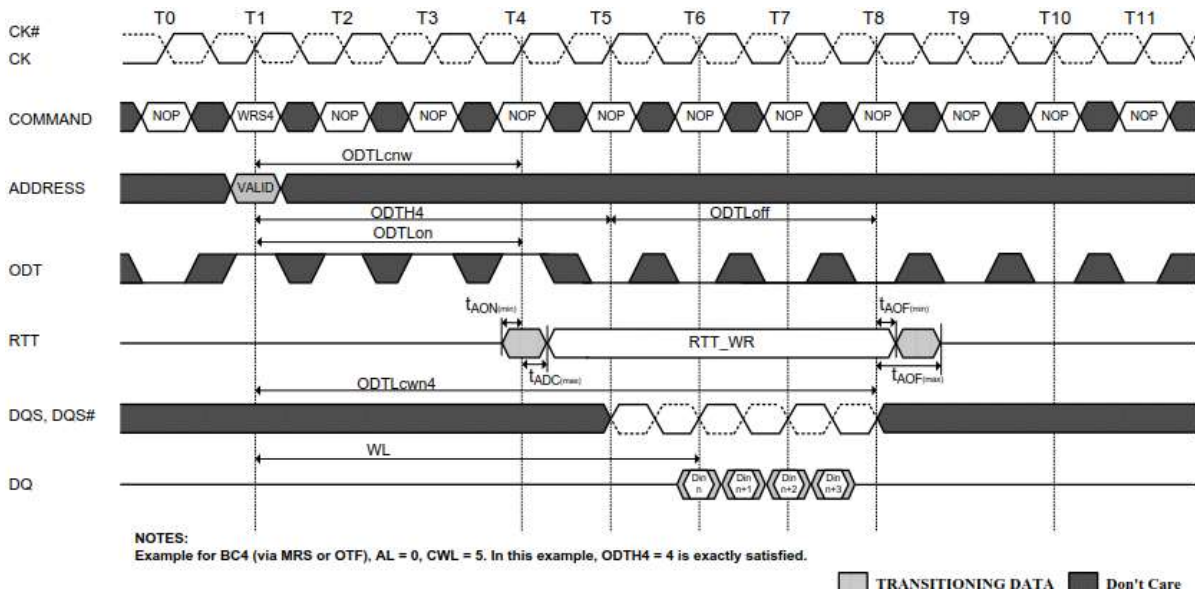 T0 T1 T2 T3 T4 T5 T6 T7 T8 T9 T10 T11
CK#
CK
COMMAND NOP WRS4 NOP NOP NOP NOP NOP NOP NOP NOP NOP NOP
ODTLcnw
ADDRESS VALID
ODTH4 ODTLoff
ODTLon
ODT
tAON(min) tAOF(min)
RTT RTT_WR
tADC(max) tAOF(max)
ODTLcwn4
DQS, DQS#
WL
DQ Din n Din n+1 Din n+2 Din n+3
NOTES:
Example for BC4 (via MRS or OTF), AL = 0, CWL = 5. In this example, ODTH4 = 4 is exactly satisfied.
TRANSITIONING DATA Don't Care